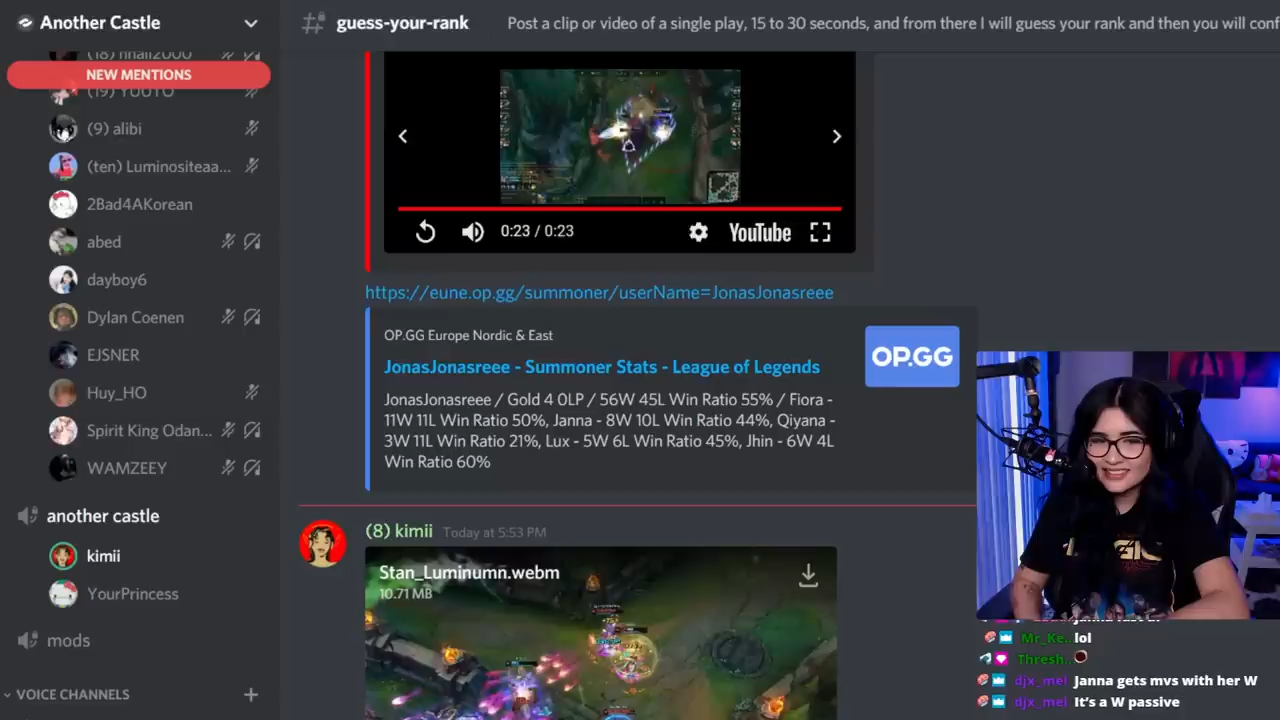 Another Castle
guess-your-rank
Post a clip or video of a single play, 15 to 30 seconds, and from there I will guess your rank and then you will
NEW MENTIONS
(18)
(19) YUUTO
(9) alibi
(ten) Luminositeaa...
2Bad4AKorean
abed
dayboy6
Dylan Coenen
EJSNER
Huy_HO
Spirit King Odan...
WAMZEEY
another castle
kimii
YourPrincess
mods
VOICE CHANNELS
0:23 / 0:23
YouTube
https://eune.op.gg/summoner/userName=JonasJonasreee
OP.GG Europe Nordic & East
OP.GG
JonasJonasreee - Summoner Stats - League of Legends
JonasJonasreee / Gold 4 0LP / 56W 45L Win Ratio 55% / Fiora -
11W 11L Win Ratio 50%, Janna - 8W 10L Win Ratio 44%, Qiyana -
3W 11L Win Ratio 21%, Lux - 5W 6L Win Ratio 45%, Jhin - 6W 4L
Win Ratio 60%
(8) kimii Today at 5:53 PM
Stan_Luminumn.webm
10.71 MB
Mr_Ke... lol
Thresh...
djx_mei Janna gets mvs with her W
djx_mei It's a W passive